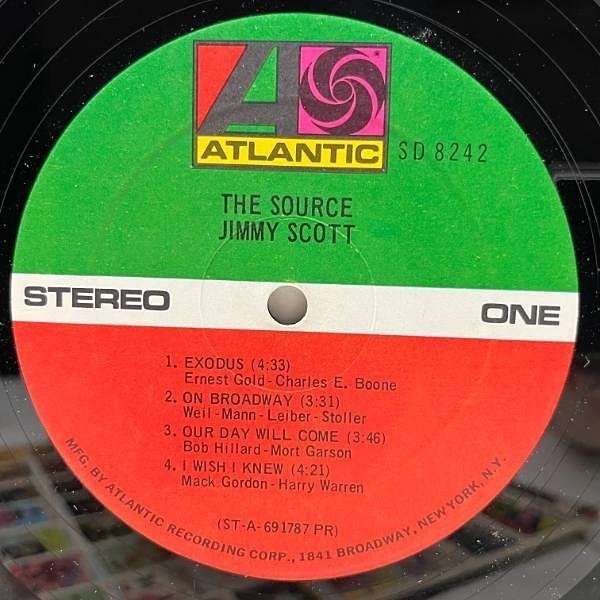 ATLANTIC
SD 8242
THE SOURCE
JIMMY SCOTT
STEREO
ONE
1. EXODUS (4:33)
Ernest Gold-Charles E. Boone
2. ON BROADWAY (3:31)
Weil-Mann-Leiber-Stoller
3. OUR DAY WILL COME (3:46)
Bob Hillard-Mort Garson
4. I WISH I KNEW (4:21)
Mack Gordon-Harry Warren
(ST-A-691787 PR)
MFG. BY ATLANTIC RECORDING CORP., 1841 BROADWAY, NEW YORK, N.Y.